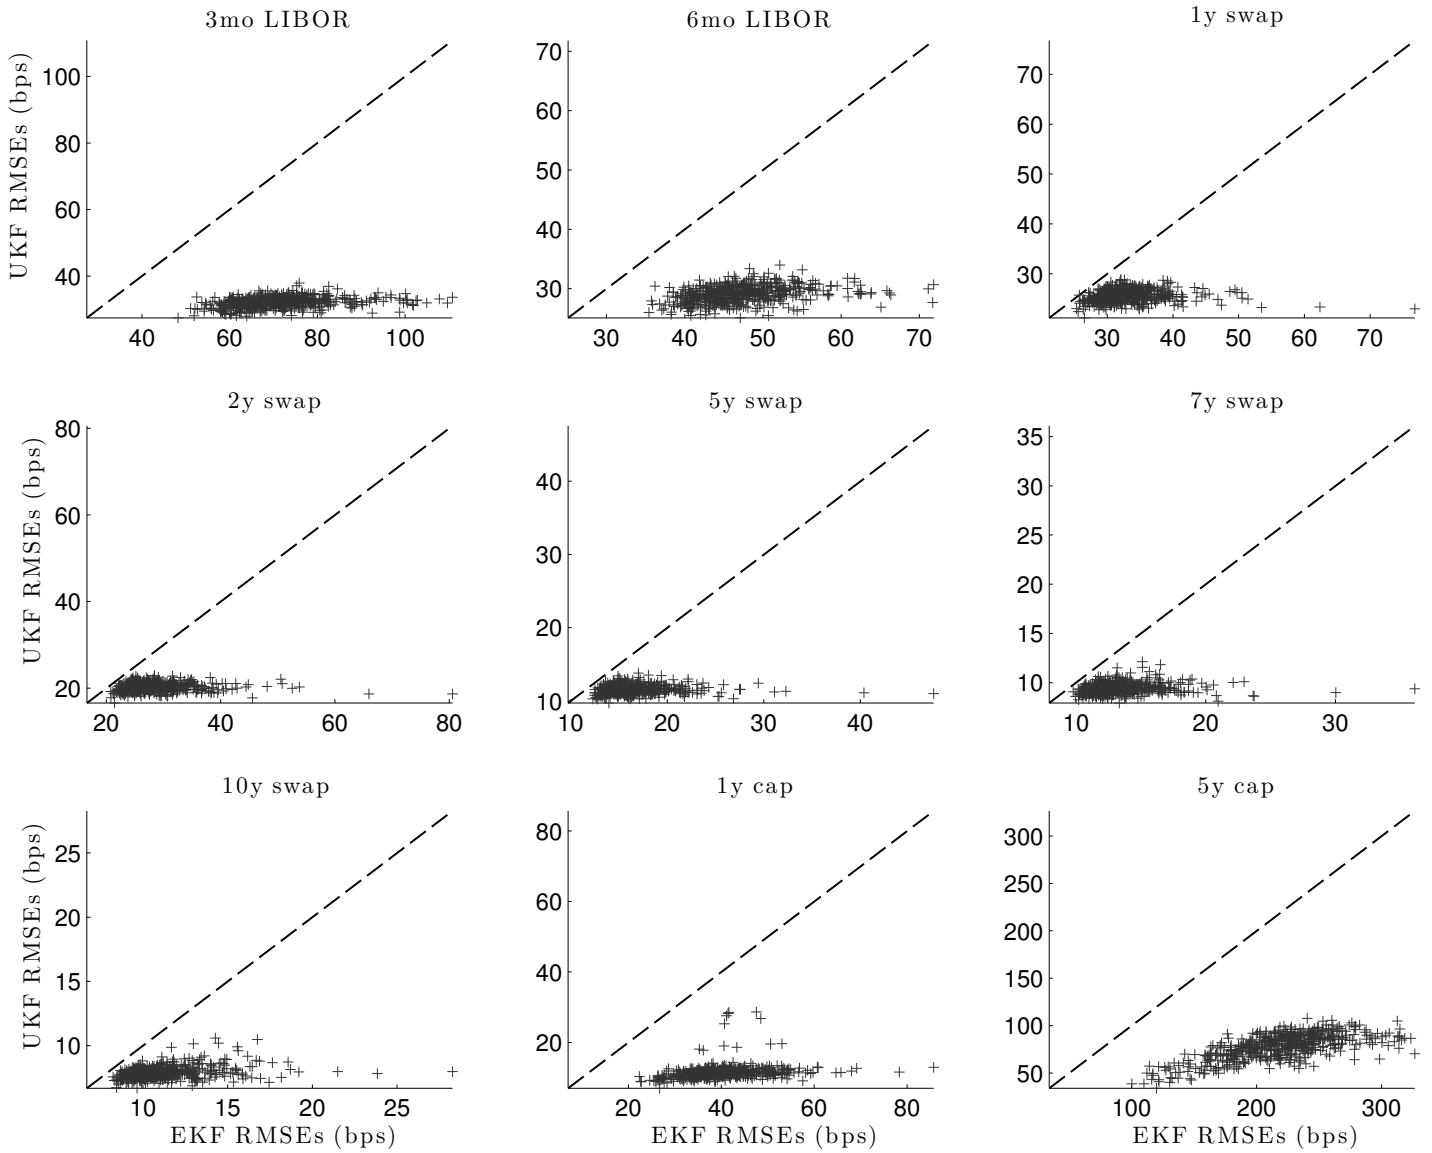 3mo LIBOR
6mo LIBOR
1y swap
UKF RMSEs (bps)
100
80
60
40
40 60 80 100
70
60
50
40
30
30 40 50 60 70
70
60
50
40
30
30 40 50 60 70
2y swap
5y swap
7y swap
UKF RMSEs (bps)
80
60
40
20
20 40 60 80
40
30
20
10
10 20 30 40
35
30
25
20
15
10
10 20 30
10y swap
1y cap
5y cap
UKF RMSEs (bps)
25
20
15
10
10 15 20 25
80
60
40
20
20 40 60 80
300
250
200
150
100
50
100 200 300
EKF RMSEs (bps)
EKF RMSEs (bps)
EKF RMSEs (bps)